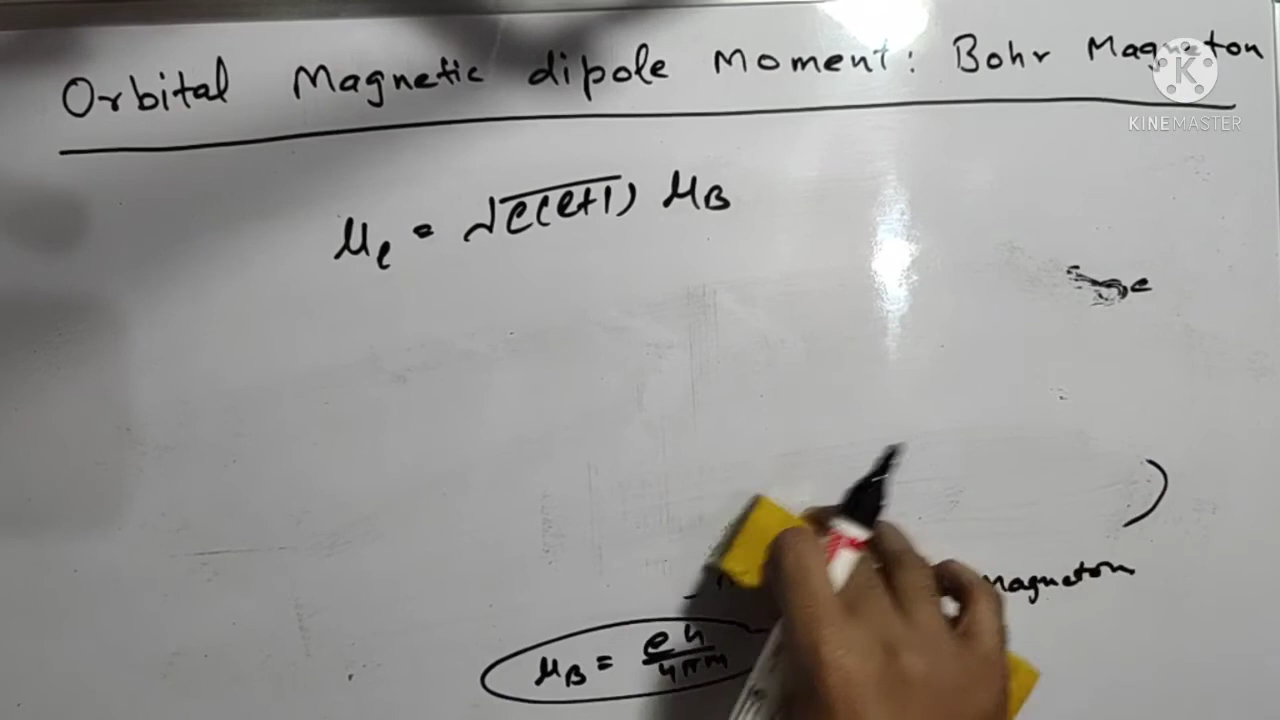 Orbital Magnetic dipole Moment: Bohr Magneton
K
KINEMASTER
μℓ = √ℓ(ℓ+1) μB
Magneton
μB = eh/4πm